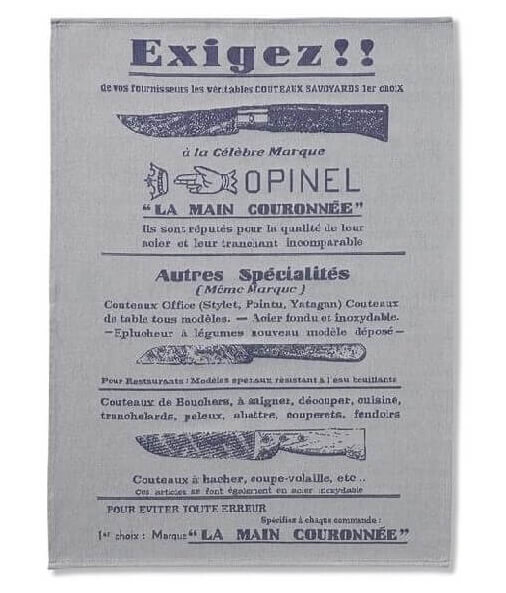 Exigez!!
de vos fournisseurs les véritables COUTEAUX SAVOYARDS 1er choix
à la Célèbre Marque
OPINEL
“LA MAIN COURONNÉE”
Ils sont réputés pour la qualité de leur
acier et leur tranchant incomparable
Autres Spécialités
(Même Marque)
Couteaux Office (Stylet, Pointu, Yatagan) Couteaux
de table tous modèles. — Acier fondu et inoxydable.
—Eplucheur à légumes nouveau modèle déposé—
Pour Restaurants : Modèles spéciaux résistant à l'eau bouillante
Couteaux de Bouchers, à saigner, découper, cuisine,
tranchelards, peleux, abattre, couperets, fendoirs
Couteaux à hacher, coupe-volaille, etc..
Ces articles se font également en acier inoxydable
POUR EVITER TOUTE ERREUR
Spécifiez à chaque commande :
1er choix : Marque “LA MAIN COURONNÉE”